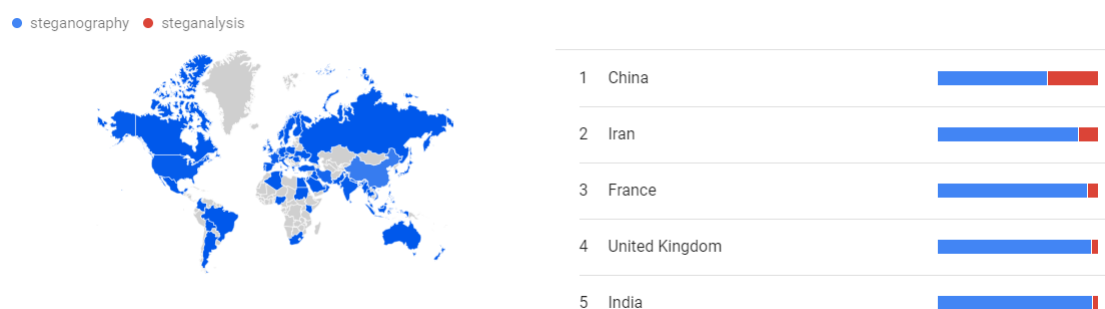 steganography steganalysis
1 China
2 Iran
3 France
4 United Kingdom
5 India